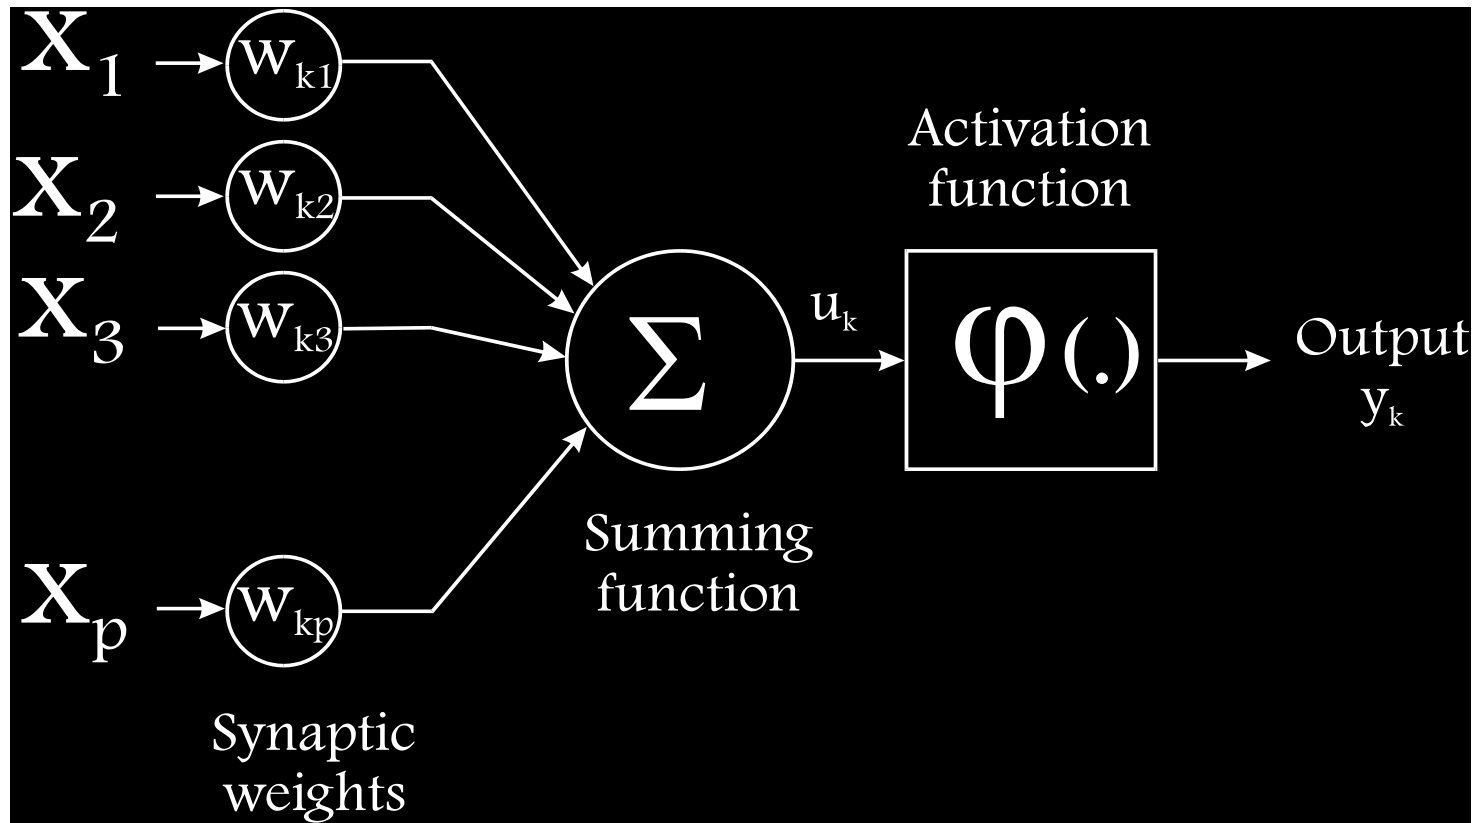 X1
wk1
X2
wk2
X3
wk3
Xp
wkp
Synaptic
weights
Σ
Summing
function
uk
Activation
function
φ(.)
Output
yk